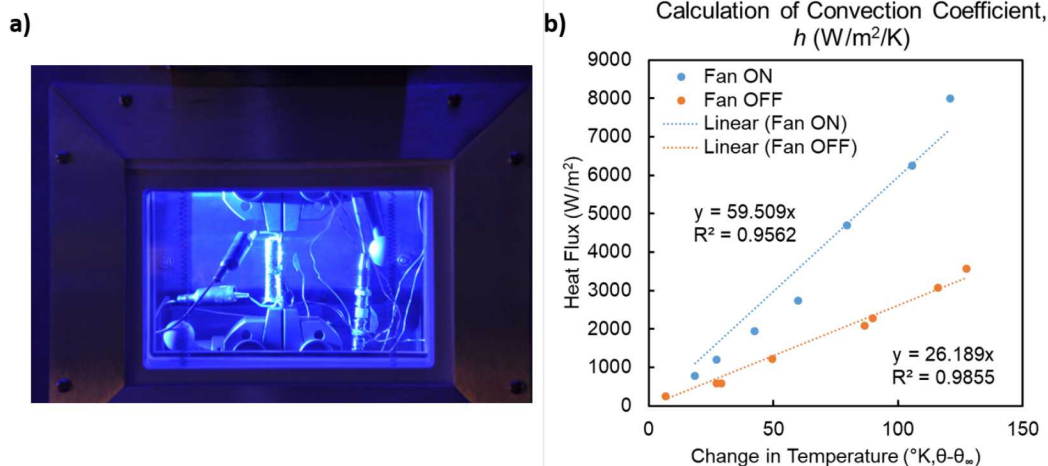 a)
b)
Calculation of Convection Coefficient,
h (W/m²/K)
Heat Flux (W/m²)
9000
8000
7000
6000
5000
4000
3000
2000
1000
0
Fan ON
Fan OFF
Linear (Fan ON)
Linear (Fan OFF)
y = 59.509x
R² = 0.9562
y = 26.189x
R² = 0.9855
0 50 100 150
Change in Temperature (°K,θ-θ∞)